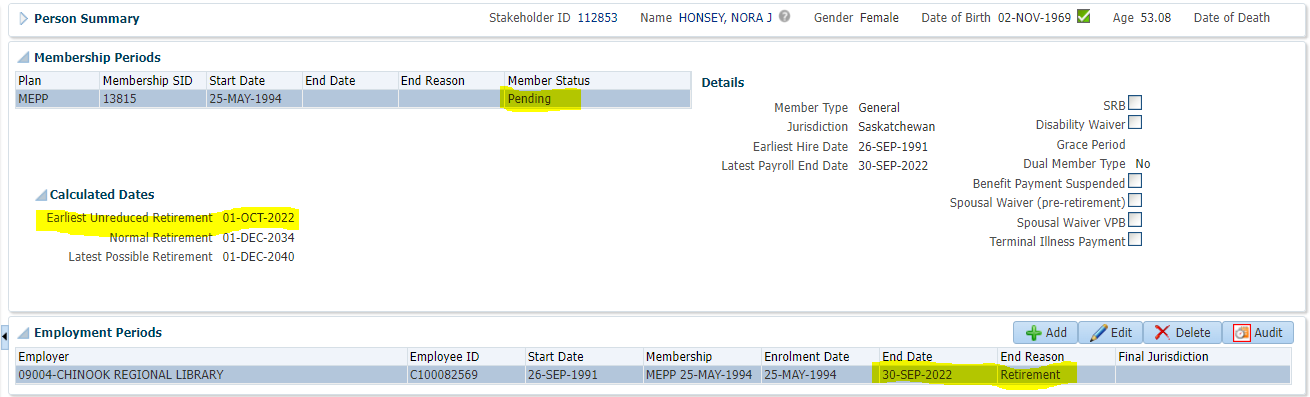 Person Summary Stakeholder ID 112853 Name HONSEY, NORA J Gender Female Date of Birth 02-NOV-1969 Age 53.08 Date of Death
Membership Periods
Plan Membership SID Start Date End Date End Reason Member Status
MEPP 13815 25-MAY-1994 Pending
Details
Member Type General
Jurisdiction Saskatchewan
Earliest Hire Date 26-SEP-1991
Latest Payroll End Date 30-SEP-2022
SRB
Disability Waiver
Grace Period
Dual Member Type No
Benefit Payment Suspended
Spousal Waiver (pre-retirement)
Spousal Waiver VPB
Terminal Illness Payment
Calculated Dates
Earliest Unreduced Retirement 01-OCT-2022
Normal Retirement 01-DEC-2034
Latest Possible Retirement 01-DEC-2040
Employment Periods Add Edit Delete Audit
Employer Employee ID Start Date Membership Enrolment Date End Date End Reason Final Jurisdiction
09004-CHINOOK REGIONAL LIBRARY C100082569 26-SEP-1991 MEPP 25-MAY-1994 25-MAY-1994 30-SEP-2022 Retirement